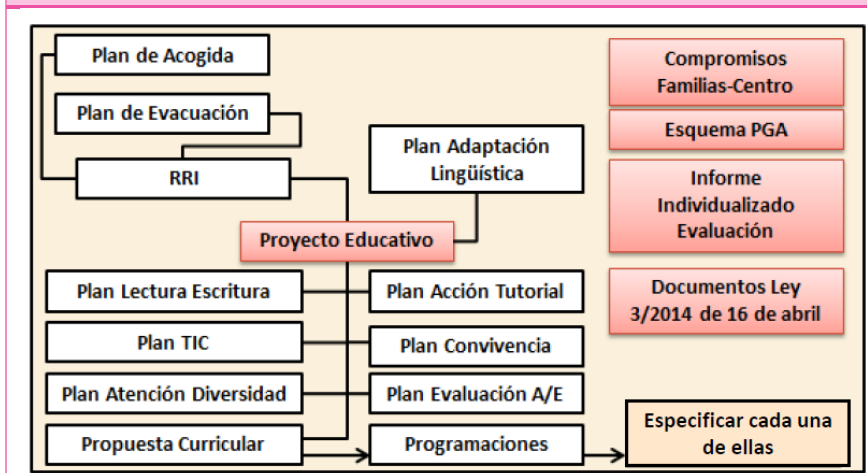 Plan de Acogida
Plan de Evacuación
RRI
Plan Adaptación
Lingüística
Proyecto Educativo
Plan Lectura Escritura
Plan Acción Tutorial
Plan TIC
Plan Convivencia
Plan Atención Diversidad
Plan Evaluación A/E
Propuesta Curricular
Programaciones
Compromisos
Familias-Centro
Esquema PGA
Informe
Individualizado
Evaluación
Documentos Ley
3/2014 de 16 de abril
Especificar cada una
de ellas